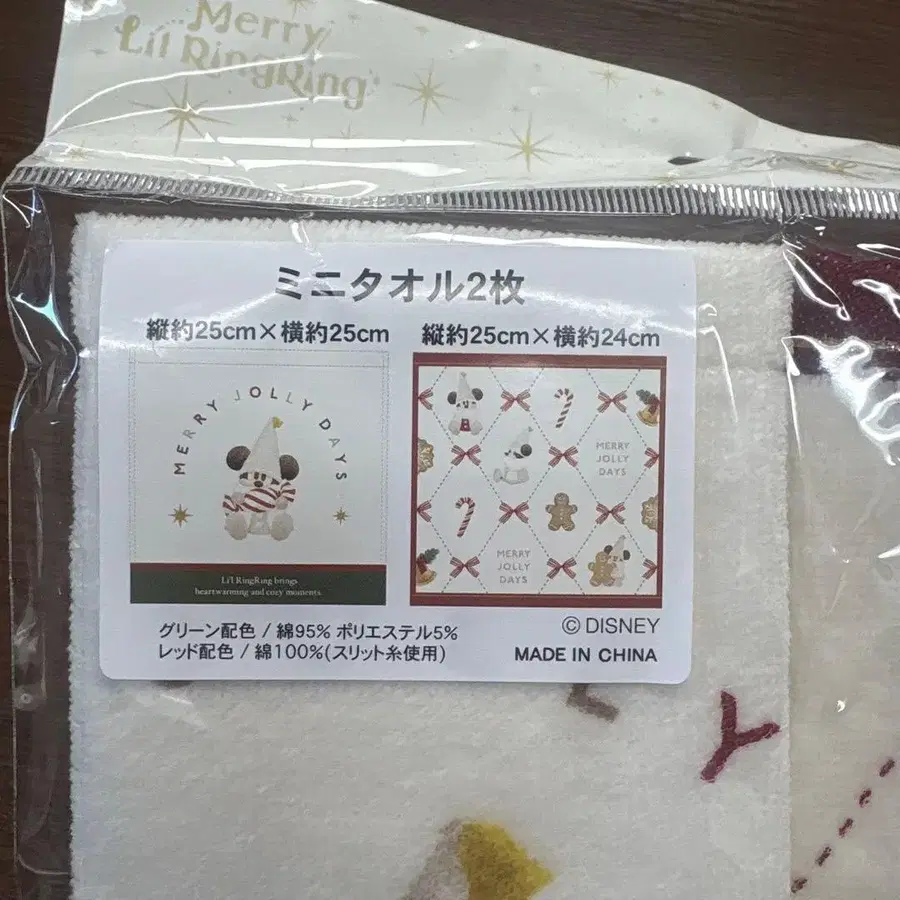 Merry
Li'l RingRing
ミニタオル2枚
縦約25cm×横約25cm
縦約25cm×横約24cm
MERRY JOLLY DAYS
Li'l RingRing brings
heartwarming and cozy moments.
MERRY
JOLLY
DAYS
MERRY
JOLLY
DAYS
グリーン配色 / 綿95% ポリエステル5%
レッド配色 / 綿100%(スリット糸使用)
© DISNEY
MADE IN CHINA
L Y